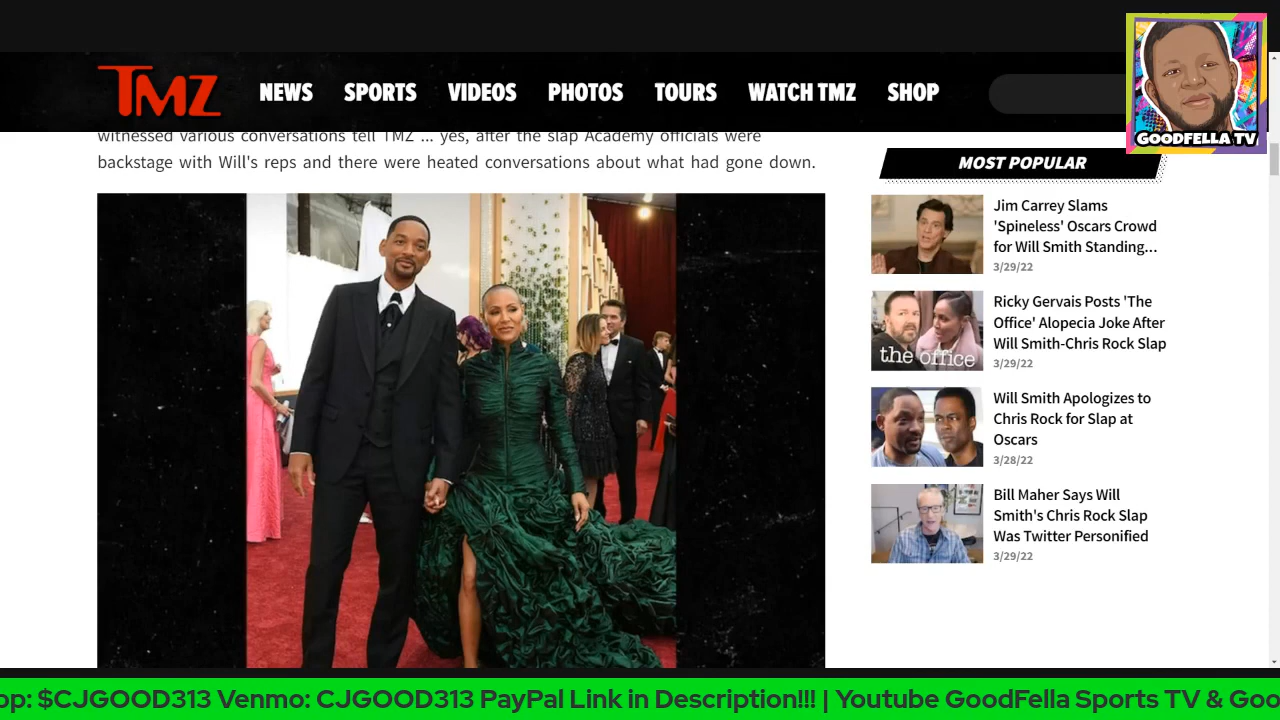 TMZ
NEWS SPORTS VIDEOS PHOTOS TOURS WATCH TMZ SHOP
GOODFELLA TV
witnessed various conversations tell TMZ ... yes, after the slap Academy officials were
backstage with Will's reps and there were heated conversations about what had gone down.
MOST POPULAR
Jim Carrey Slams
'Spineless' Oscars Crowd
for Will Smith Standing...
3/29/22
Ricky Gervais Posts 'The
Office' Alopecia Joke After
Will Smith-Chris Rock Slap
3/29/22
the office
Will Smith Apologizes to
Chris Rock for Slap at
Oscars
3/28/22
Bill Maher Says Will
Smith's Chris Rock Slap
Was Twitter Personified
3/29/22
pp: $CJGOOD313 Venmo: CJGOOD313 PayPal Link in Description!!! | Youtube GoodFella Sports TV & Goo